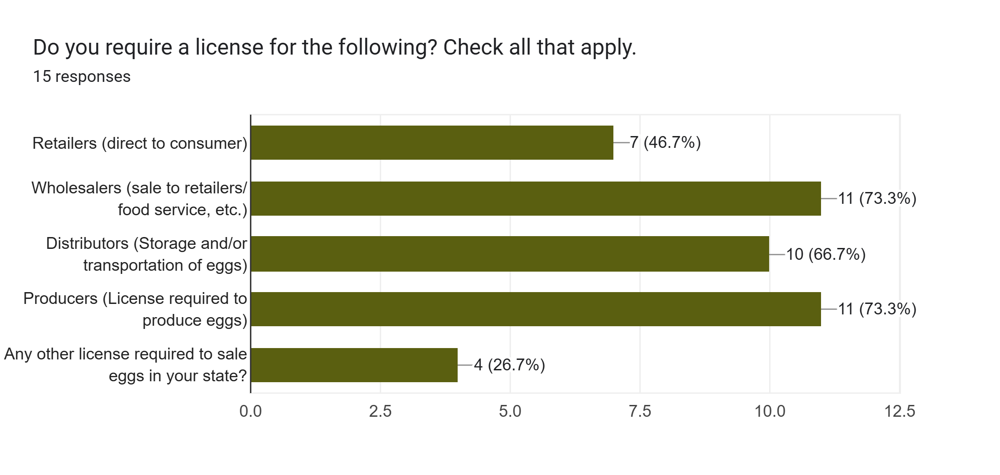 Do you require a license for the following? Check all that apply.
15 responses
Retailers (direct to consumer)
7 (46.7%)
Wholesalers (sale to retailers/
food service, etc.)
11 (73.3%)
Distributors (Storage and/or
transportation of eggs)
10 (66.7%)
Producers (License required to
produce eggs)
11 (73.3%)
Any other license required to sale
eggs in your state?
4 (26.7%)
0.0 2.5 5.0 7.5 10.0 12.5